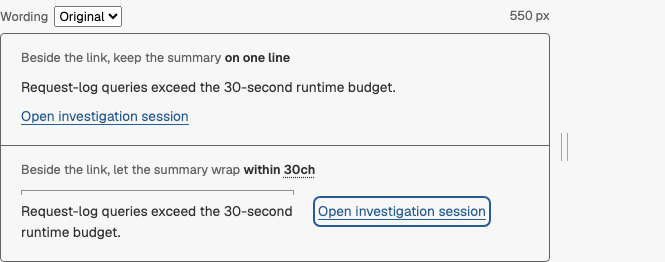 Wording Original 550 px
Beside the link, keep the summary on one line
Request-log queries exceed the 30-second runtime budget.
Open investigation session
Beside the link, let the summary wrap within 30ch
Request-log queries exceed the 30-second Open investigation session
runtime budget.